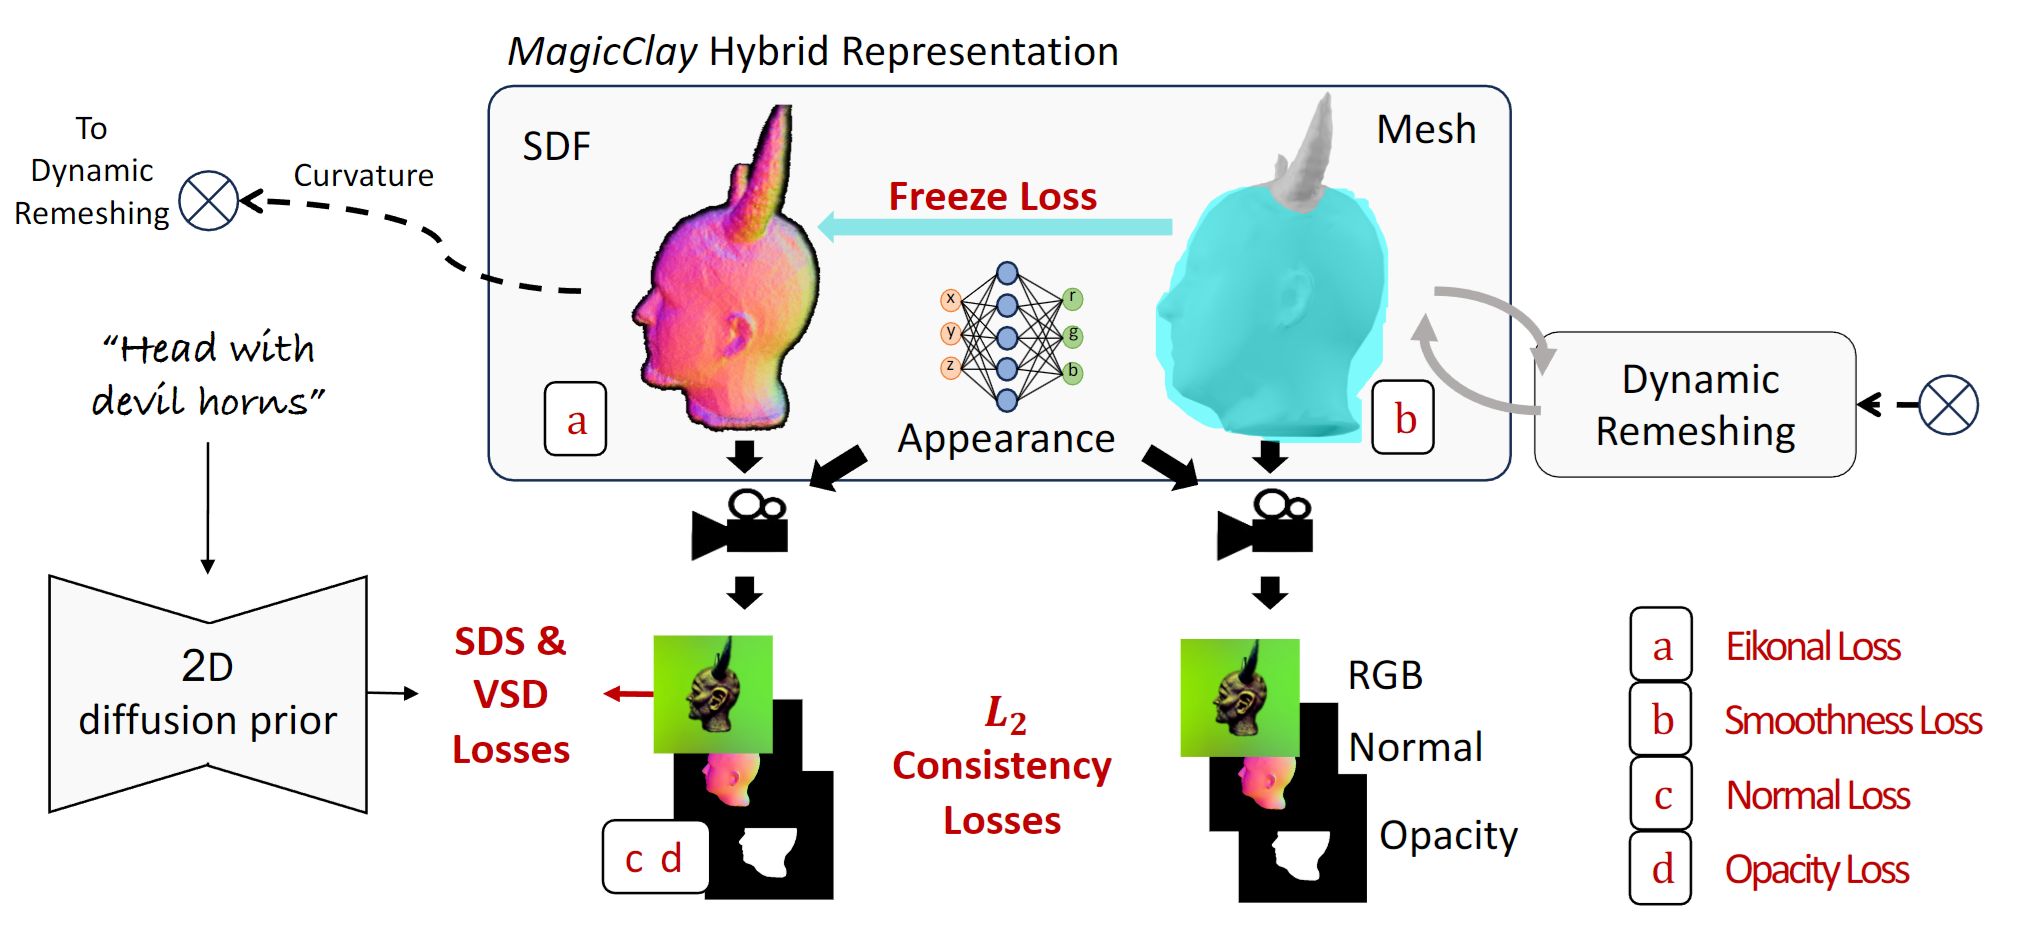 MagicClay Hybrid Representation
To
Dynamic
Remeshing
Curvature
SDF
Freeze Loss
Mesh
x
y
z
r
g
b
Appearance
a
b
Dynamic
Remeshing
"Head with
devil horns"
2D
diffusion prior
SDS &
VSD
Losses
c d
L2
Consistency
Losses
RGB
Normal
Opacity
a Eikonal Loss
b Smoothness Loss
c Normal Loss
d Opacity Loss